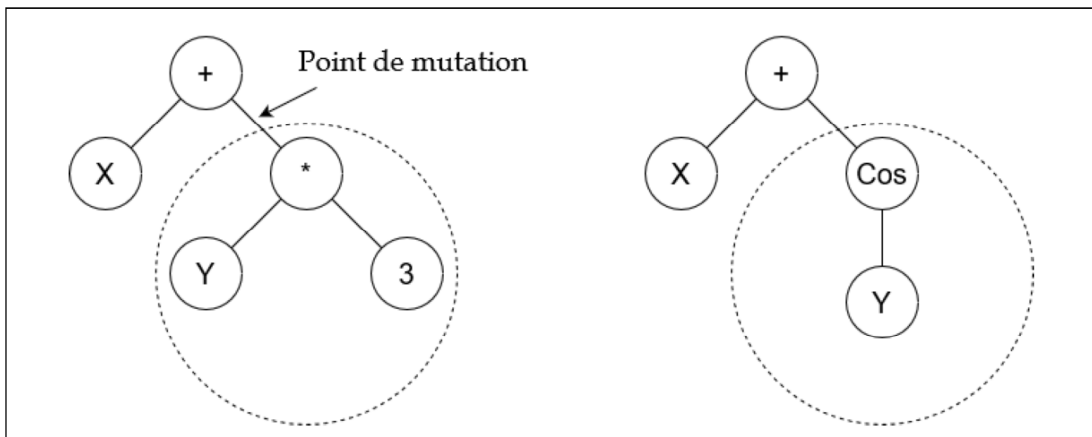 +
Point de mutation
X
*
Y
3
+
X
Cos
Y